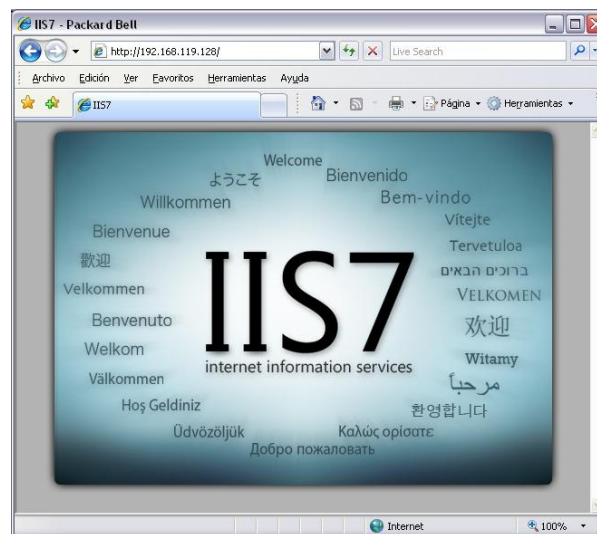 IIS7 - Packard Bell
http://192.168.119.128/
Live Search
Archivo Edición Ver Favoritos Herramientas Ayuda
IIS7
Página Herramientas
Welcome
ようこそ
Bienvenido
Willkommen
Bem-vindo
Vítejte
Bienvenue
Tervetuloa
歡迎
ברוכים הבאים
Velkommen
VELKOMEN
IIS7
Benvenuto
欢迎
Welkom
internet information services
Witamy
Välkommen
مرحباً
Hoş Geldiniz
환영합니다
Üdvözöljük
Καλώς ορίσατε
Добро пожаловать
Internet
100%